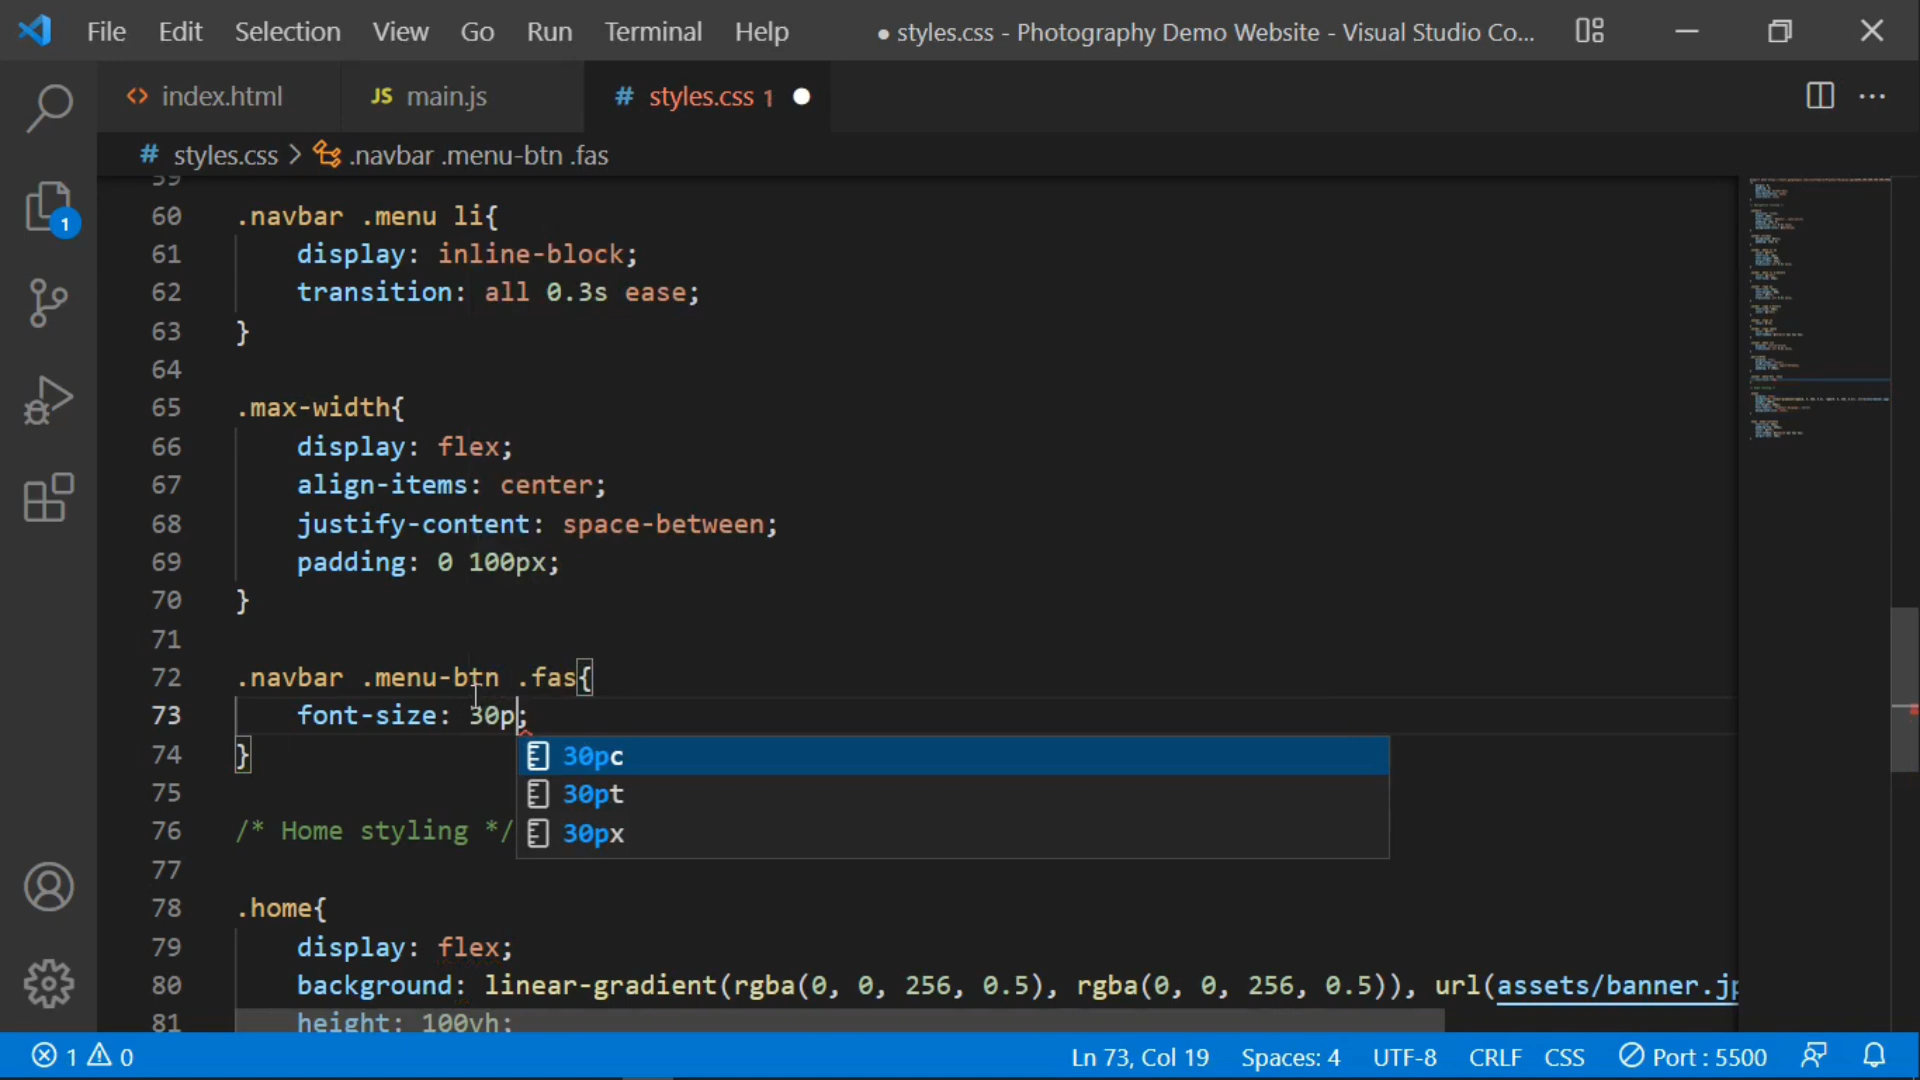 File Edit Selection View Go Run Terminal Help ● styles.css - Photography Demo Website - Visual Studio Co...
<> index.html JS main.js # styles.css 1 ●
# styles.css > .navbar .menu-btn .fas
59
60 .navbar .menu li{
61 display: inline-block;
62 transition: all 0.3s ease;
63 }
64
65 .max-width{
66 display: flex;
67 align-items: center;
68 justify-content: space-between;
69 padding: 0 100px;
70 }
71
72 .navbar .menu-btn .fas{
73 font-size: 30p;
74 }
30pc
75
30pt
76 /* Home styling */
30px
77
78 .home{
79 display: flex;
80 background: linear-gradient(rgba(0, 0, 256, 0.5), rgba(0, 0, 256, 0.5)), url(assets/banner.jp
81 height: 100vh;
1
1 0 Ln 73, Col 19 Spaces: 4 UTF-8 CRLF CSS Port : 5500